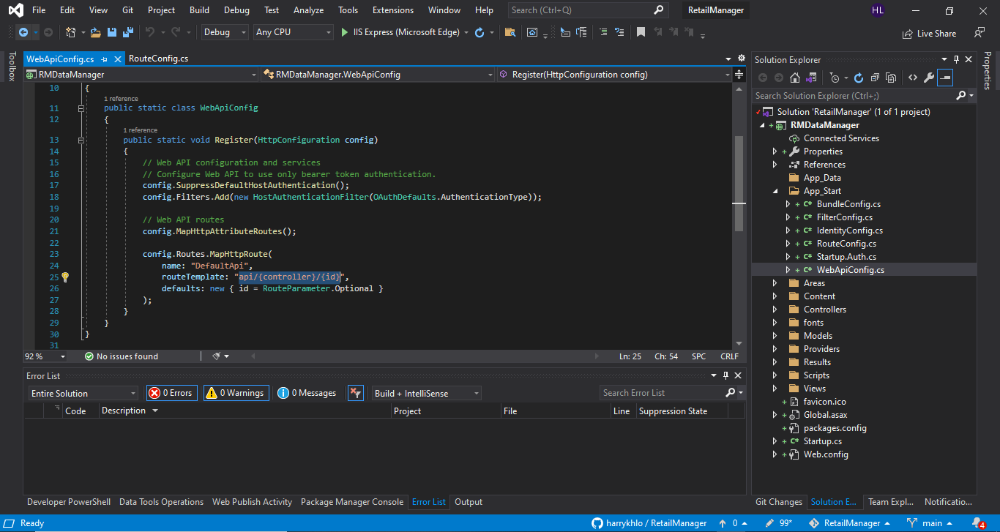 File Edit View Git Project Build Debug Test Analyze Tools Extensions Window Help Search (Ctrl+Q) RetailManager HL
Debug Any CPU IIS Express (Microsoft Edge) Live Share
Toolbox
WebApiConfig.cs RouteConfig.cs
RMDataManager RMDataManager.WebApiConfig Register(HttpConfiguration config)
10 {
1 reference
11 public static class WebApiConfig
12 {
1 reference
13 public static void Register(HttpConfiguration config)
14 {
15 // Web API configuration and services
16 // Configure Web API to use only bearer token authentication.
17 config.SuppressDefaultHostAuthentication();
18 config.Filters.Add(new HostAuthenticationFilter(OAuthDefaults.AuthenticationType));
19
20 // Web API routes
21 config.MapHttpAttributeRoutes();
22
23 config.Routes.MapHttpRoute(
24 name: "DefaultApi",
25 routeTemplate: "api/{controller}/{id}",
26 defaults: new { id = RouteParameter.Optional }
27 );
28 }
29 }
30 }
31
92 % No issues found Ln: 25 Ch: 54 SPC CRLF
Error List
Entire Solution 0 Errors 0 Warnings 0 Messages Build + IntelliSense Search Error List
Code Description Project File Line Suppression State
Developer PowerShell Data Tools Operations Web Publish Activity Package Manager Console Error List Output
Solution Explorer
Search Solution Explorer (Ctrl+;)
Solution 'RetailManager' (1 of 1 project)
RMDataManager
Connected Services
Properties
References
App_Data
App_Start
C# BundleConfig.cs
C# FilterConfig.cs
C# IdentityConfig.cs
C# RouteConfig.cs
C# Startup.Auth.cs
C# WebApiConfig.cs
Areas
Content
Controllers
fonts
Models
Providers
Results
Scripts
Views
favicon.ico
Global.asax
packages.config
C# Startup.cs
Web.config
Git Changes Solution E... Team Expl... Notificatio...
Properties
Ready harrykhlo / RetailManager 0 99* RetailManager main 4